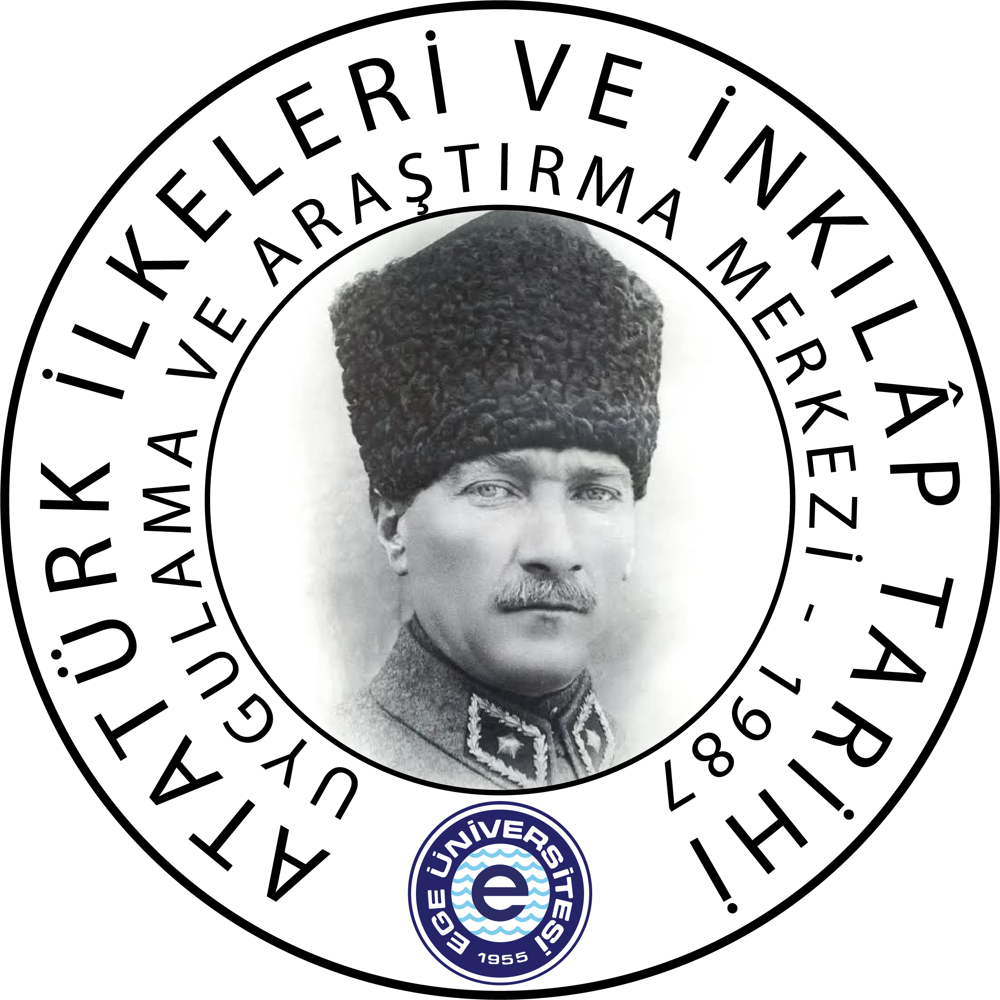 ATATÜRK İLKELERİ VE İNKILÂP TARİHİ
UYGULAMA VE ARAŞTIRMA MERKEZİ - 1987
EGE ÜNİVERSİTESİ
e
1955